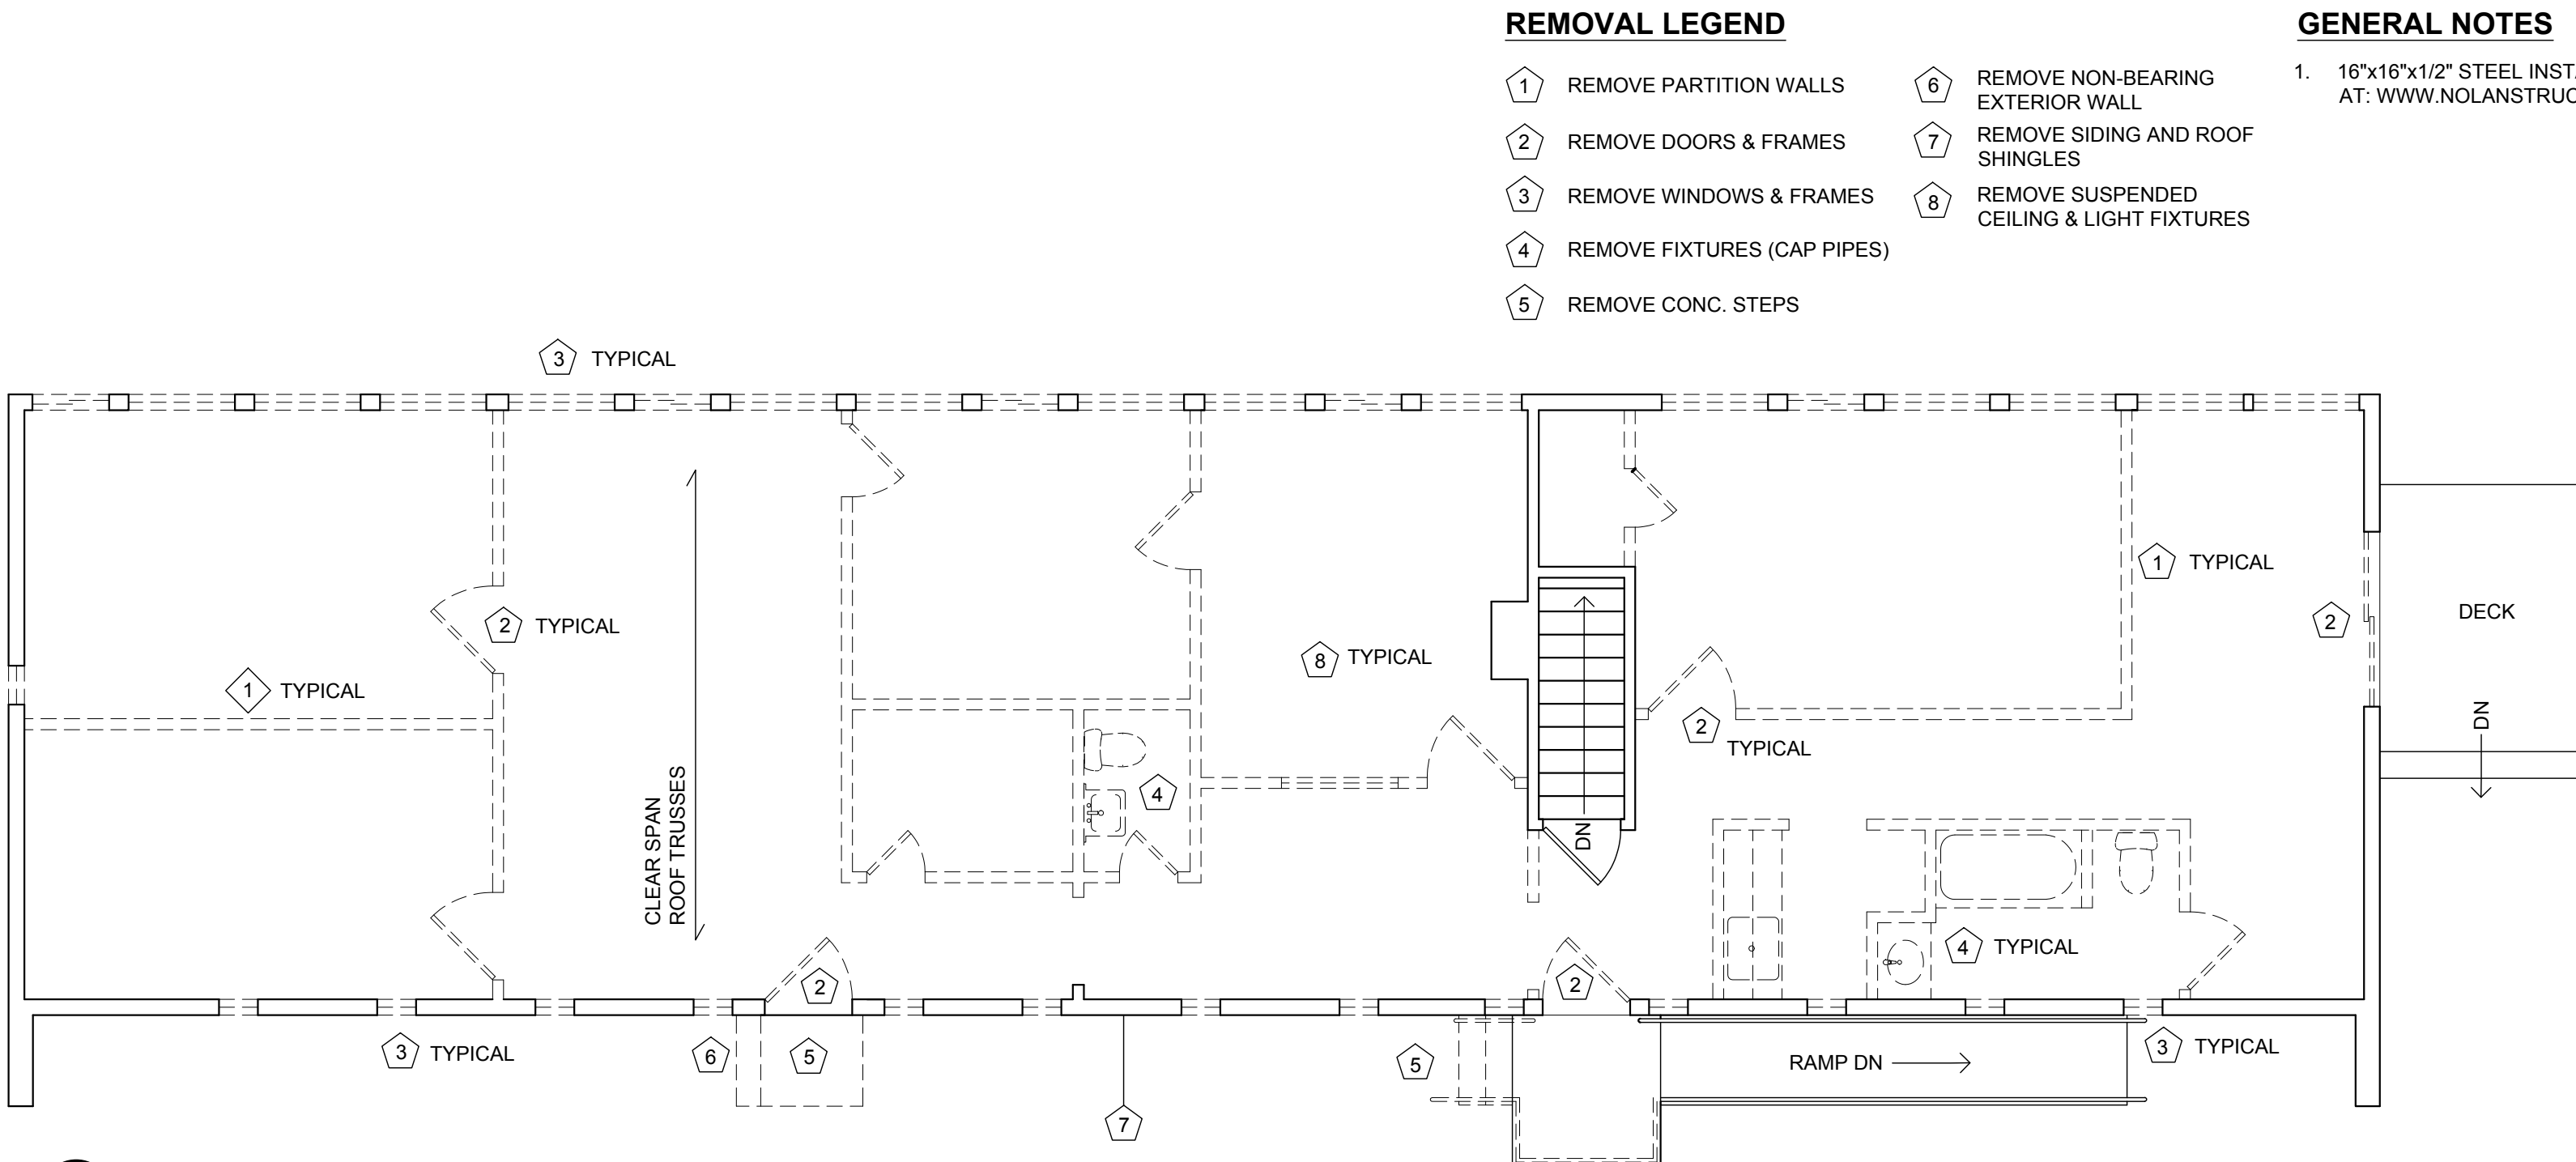 REMOVAL LEGEND
1 REMOVE PARTITION WALLS
2 REMOVE DOORS & FRAMES
3 REMOVE WINDOWS & FRAMES
4 REMOVE FIXTURES (CAP PIPES)
5 REMOVE CONC. STEPS
6 REMOVE NON-BEARING
EXTERIOR WALL
7 REMOVE SIDING AND ROOF
SHINGLES
8 REMOVE SUSPENDED
CEILING & LIGHT FIXTURES
GENERAL NOTES
1. 16"x16"x1/2" STEEL
AT:
3 TYPICAL
1 TYPICAL
DECK
2
2 TYPICAL
8 TYPICAL
1 TYPICAL
DN
2
TYPICAL
4
CLEAR SPAN
ROOF TRUSSES
DN
4 TYPICAL
2
2
3 TYPICAL
6
5
5
RAMP DN
3 TYPICAL
7